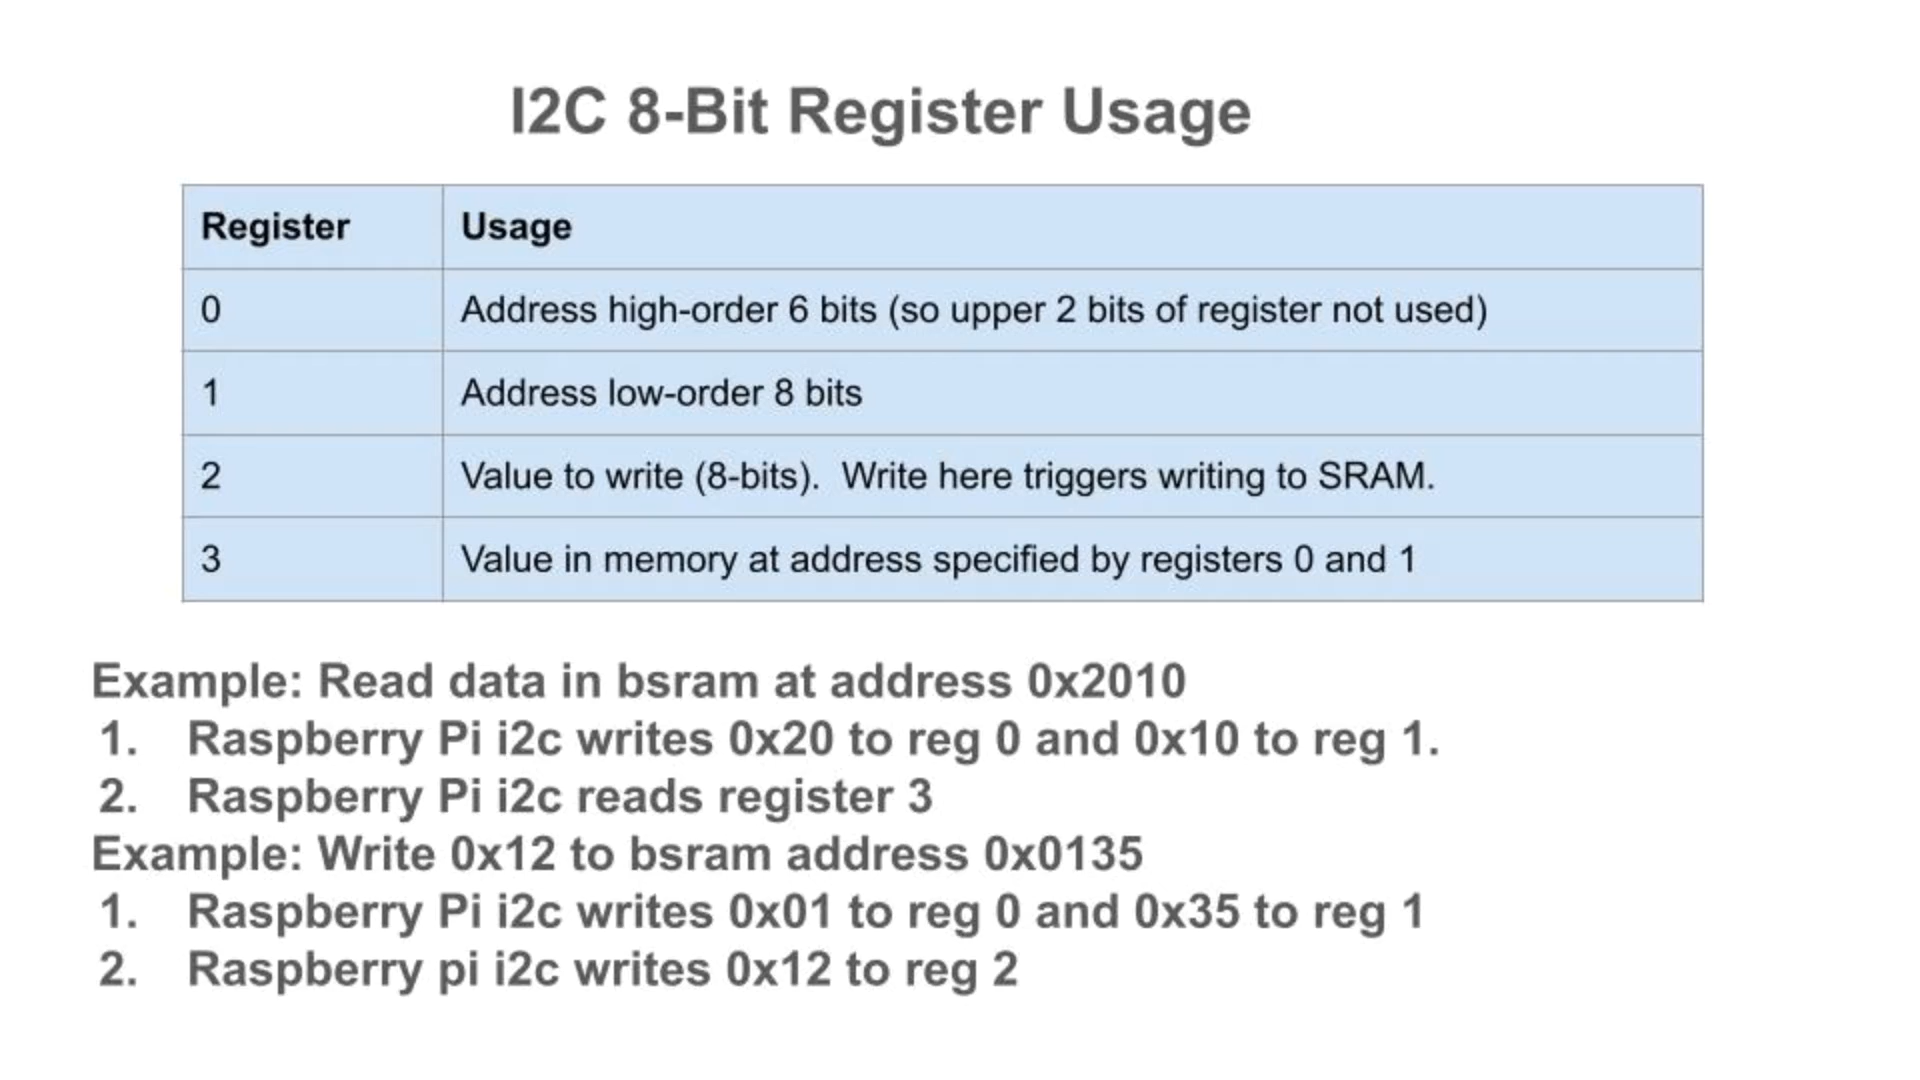 I2C 8-Bit Register Usage
Register Usage
0 Address high-order 6 bits (so upper 2 bits of register not used)
1 Address low-order 8 bits
2 Value to write (8-bits).  Write here triggers writing to SRAM.
3 Value in memory at address specified by registers 0 and 1
Example: Read data in bsram at address 0x2010
1. Raspberry Pi i2c writes 0x20 to reg 0 and 0x10 to reg 1.
2. Raspberry Pi i2c reads register 3
Example: Write 0x12 to bsram address 0x0135
1. Raspberry Pi i2c writes 0x01 to reg 0 and 0x35 to reg 1
2. Raspberry pi i2c writes 0x12 to reg 2